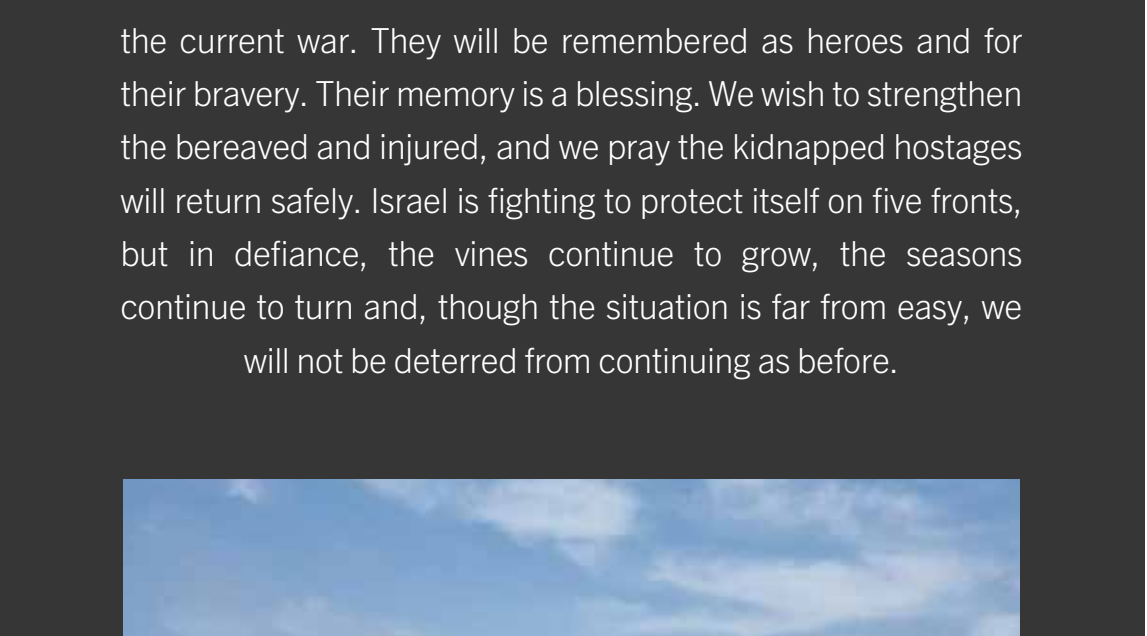 the current war. They will be remembered as heroes and for
their bravery. Their memory is a blessing. We wish to strengthen
the bereaved and injured, and we pray the kidnapped hostages
will return safely. Israel is fighting to protect itself on five fronts,
but in defiance, the vines continue to grow, the seasons
continue to turn and, though the situation is far from easy, we
will not be deterred from continuing as before.